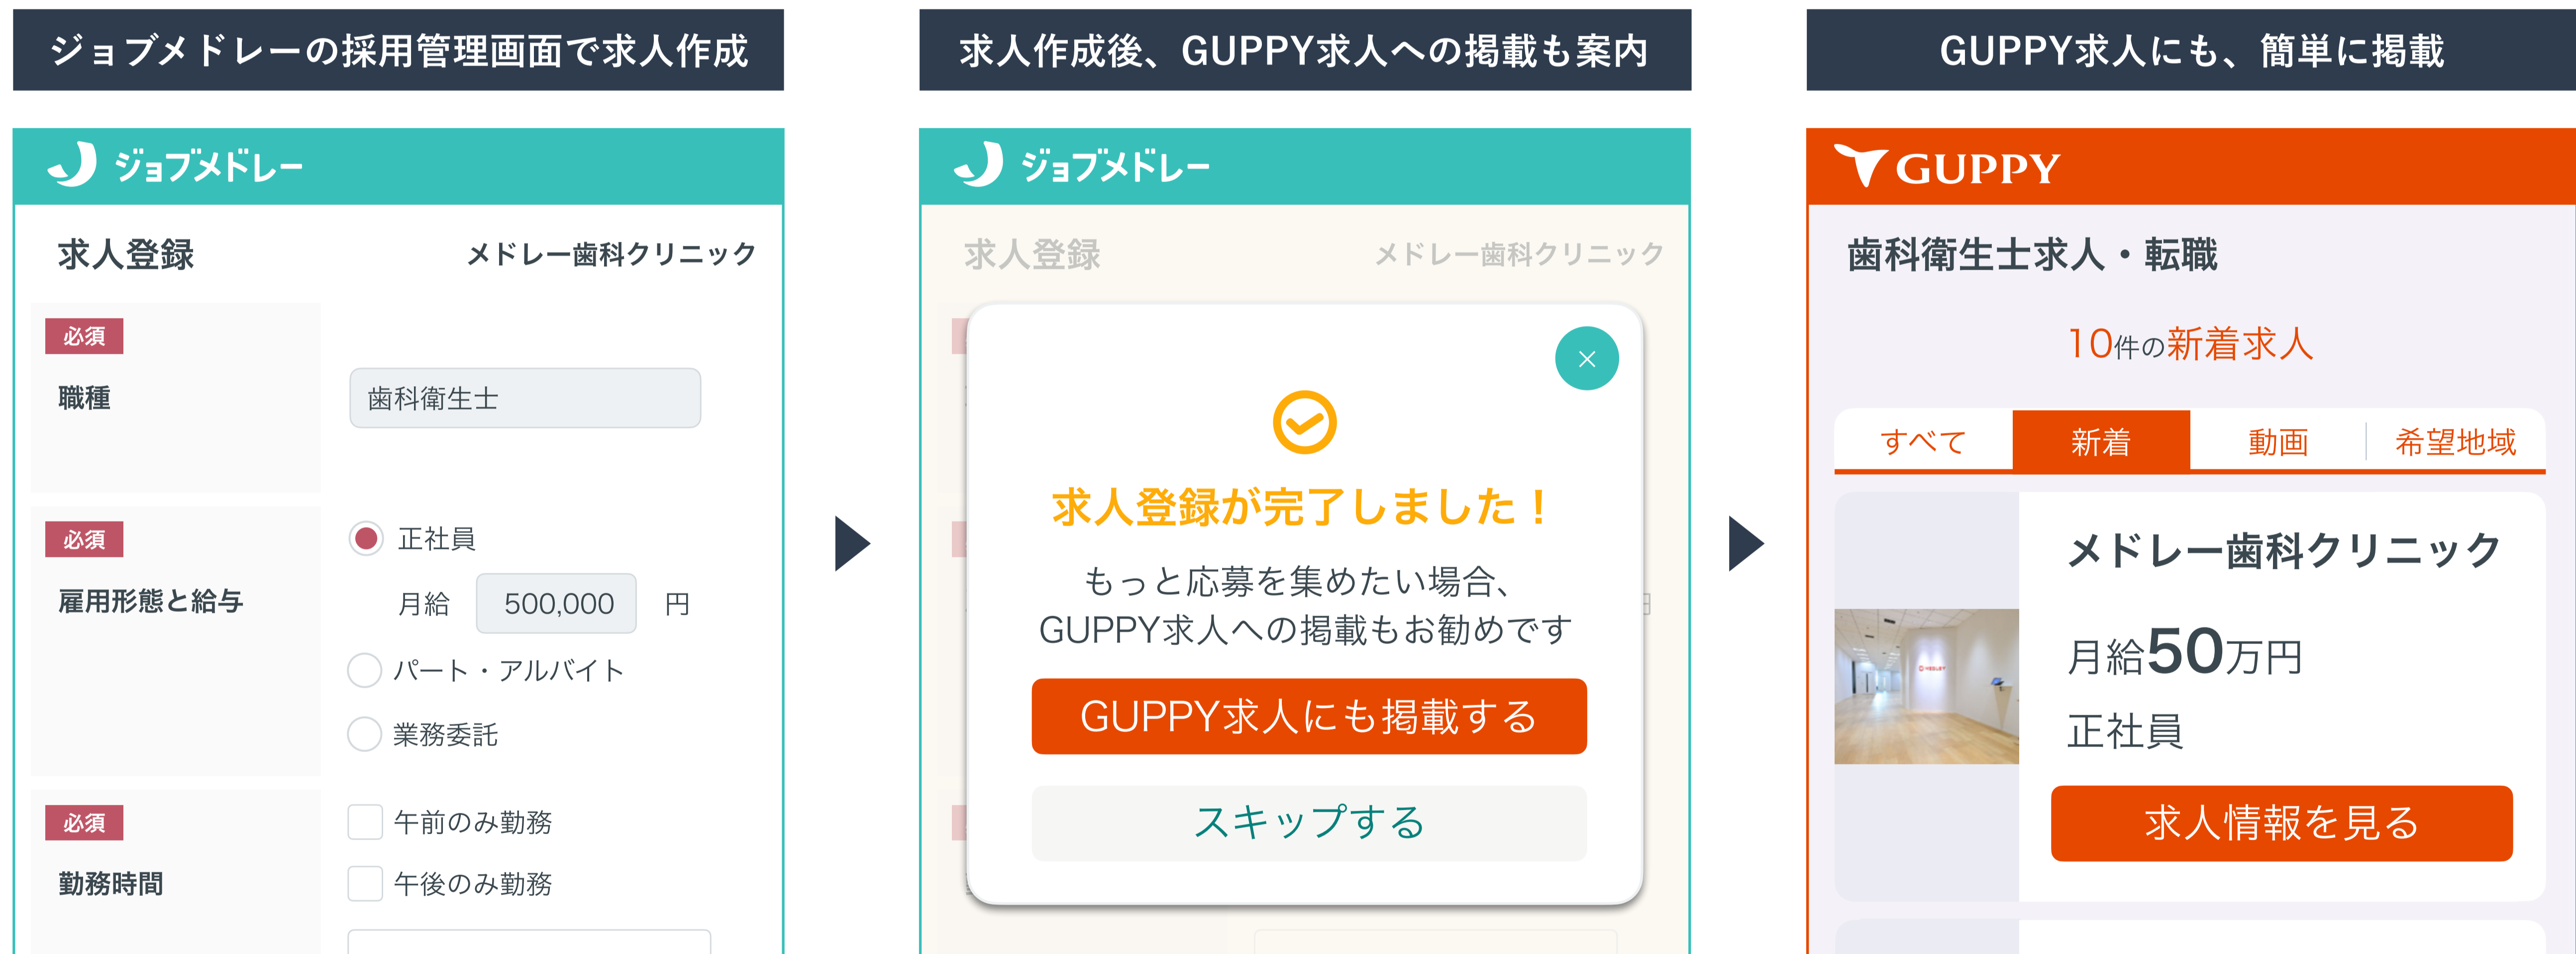 ジョブメドレーの採用管理画面で求人作成
ジョブメドレー
求人登録
メドレー歯科クリニック
必須
職種
歯科衛生士
必須
雇用形態と給与
正社員
月給 500,000 円
パート・アルバイト
業務委託
必須
勤務時間
午前のみ勤務
午後のみ勤務
求人作成後、GUPPY求人への掲載も案内
ジョブメドレー
求人登録
メドレー歯科クリニック
×
求人登録が完了しました！
もっと応募を集めたい場合、
GUPPY求人への掲載もお勧めです
GUPPY求人にも掲載する
スキップする
GUPPY求人にも、簡単に掲載
GUPPY
歯科衛生士求人・転職
10件の新着求人
すべて
新着
動画
希望地域
メドレー歯科クリニック
月給50万円
正社員
求人情報を見る